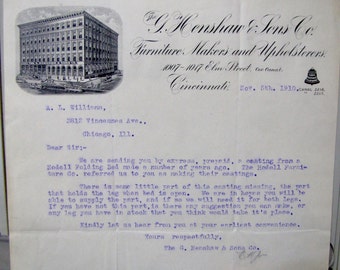 The G. Henshaw & Sons Co.
Furniture Makers and Upholsterers.
1007-1017 Elm Street
Cincinnati. Nov. 5th. 1913.
A. L. Williams,
Vincennes Ave.,
Chicago, Ill.
Dear Sir:-
We are sending you by express, prepaid, a casting from a
Folding Bed made a number of years ago. The Furni-
ture Co. referred us to you as making their castings.
There is some little part of this casting missing, the part
that holds the leg when bed is open. We are in hopes you will be
able to supply the part, and if so we will need it for both legs.
If you have not this part, is there any suggestion you can make, or
any leg you have in stock that you think would take it's place.
Kindly let us hear from you at your earliest convenience.
Yours respectfully,
The G. Henshaw & Sons Co.